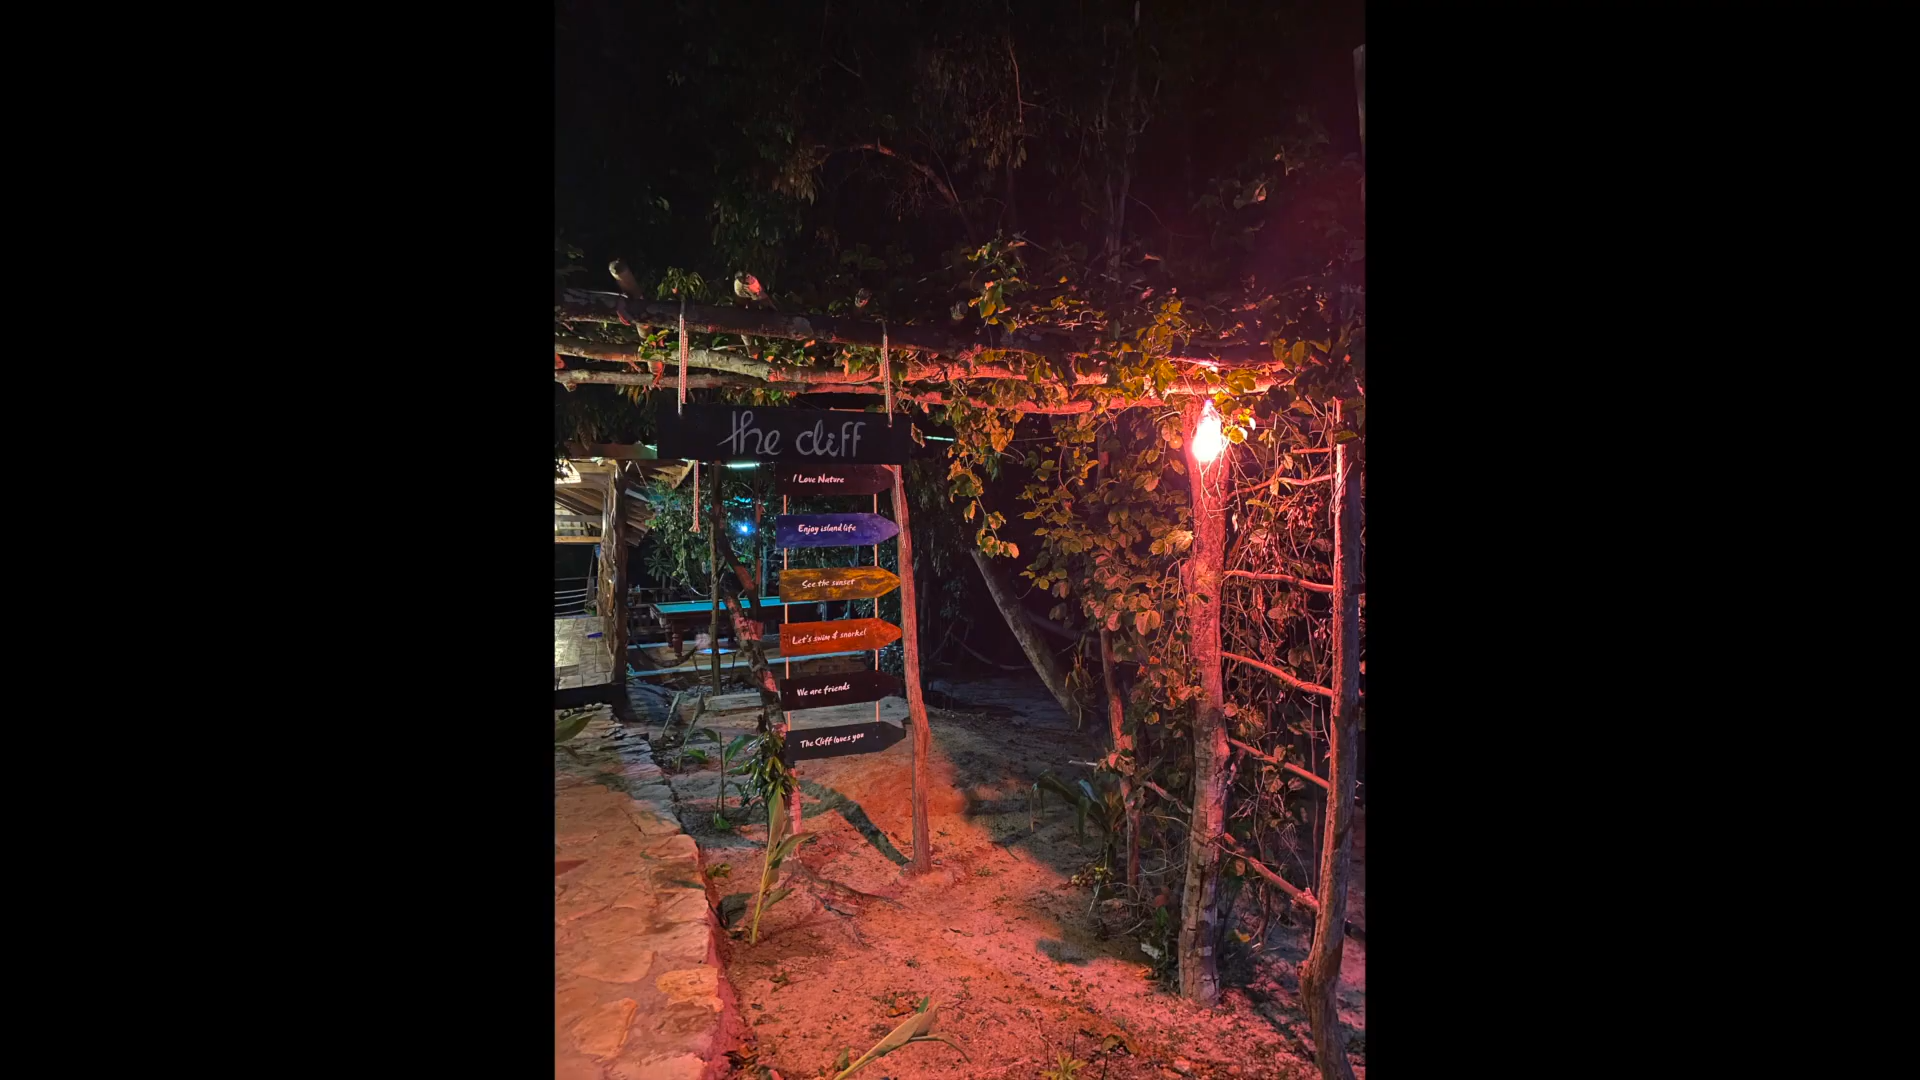 the cliff
I Love Nature
Enjoy island life
See the sunset
Let's swim & snorkel
We are friends
The Cliff loves you